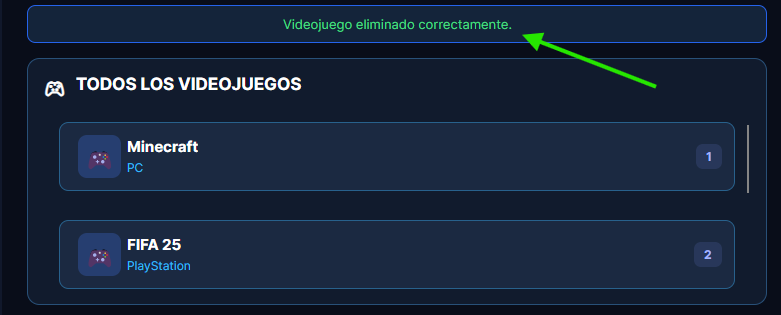 Videojuego eliminado correctamente.
TODOS LOS VIDEOJUEGOS
Minecraft
PC
1
FIFA 25
PlayStation
2